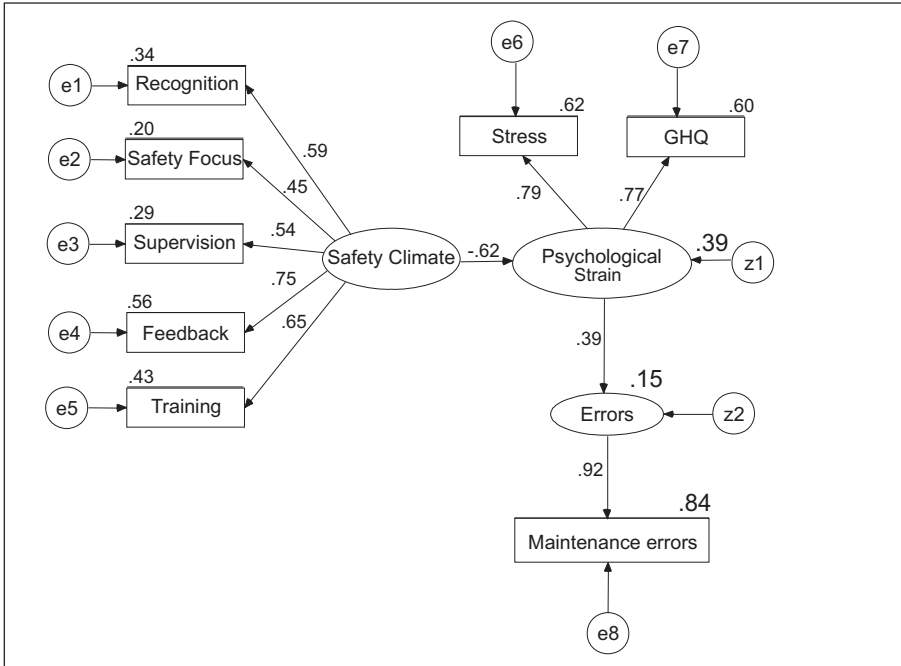 e6
e7
.34
e1
Recognition
.62
.60
Stress
GHQ
.20
e2
Safety Focus
.59
.45
.79
.77
.29
e3
Supervision
.54
Safety Climate
-.62
Psychological
Strain
.39
z1
.75
.56
e4
Feedback
.65
.39
.43
e5
Training
.15
Errors
z2
.92
.84
Maintenance errors
e8